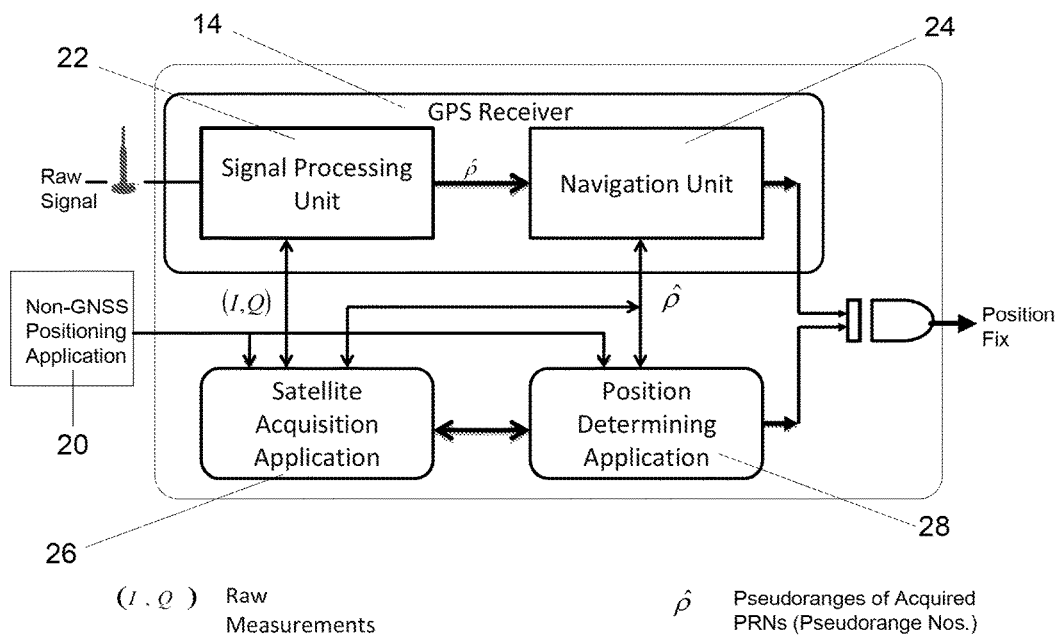 14
24
22
GPS Receiver
Raw
Signal
Signal Processing
Unit
ρ̂
Navigation Unit
Non-GNSS
Positioning
Application
(I,Q)
ρ̂
Position
Fix
Satellite
Acquisition
Application
Position
Determining
Application
20
26
28
(I , Q ) Raw
Measurements
ρ̂ Pseudoranges of Acquired
PRNs (Pseudorange Nos.)